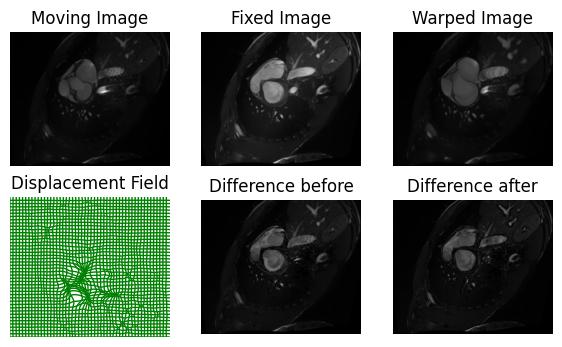 Moving Image
Fixed Image
Warped Image
Displacement Field
Difference before
Difference after